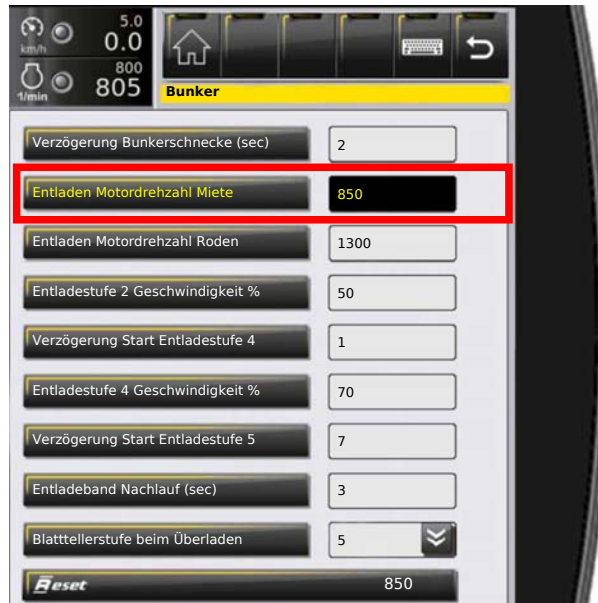 km/h
5.0
0.0
1/min
800
805
Bunker
Verzögerung Bunkerschnecke (sec) 2
Entladen Motordrehzahl Miete 850
Entladen Motordrehzahl Roden 1300
Entladestufe 2 Geschwindigkeit % 50
Verzögerung Start Entladestufe 4 1
Entladestufe 4 Geschwindigkeit % 70
Verzögerung Start Entladestufe 5 7
Entladeband Nachlauf (sec) 3
Blatttellerstufe beim Überladen 5
Reset 850